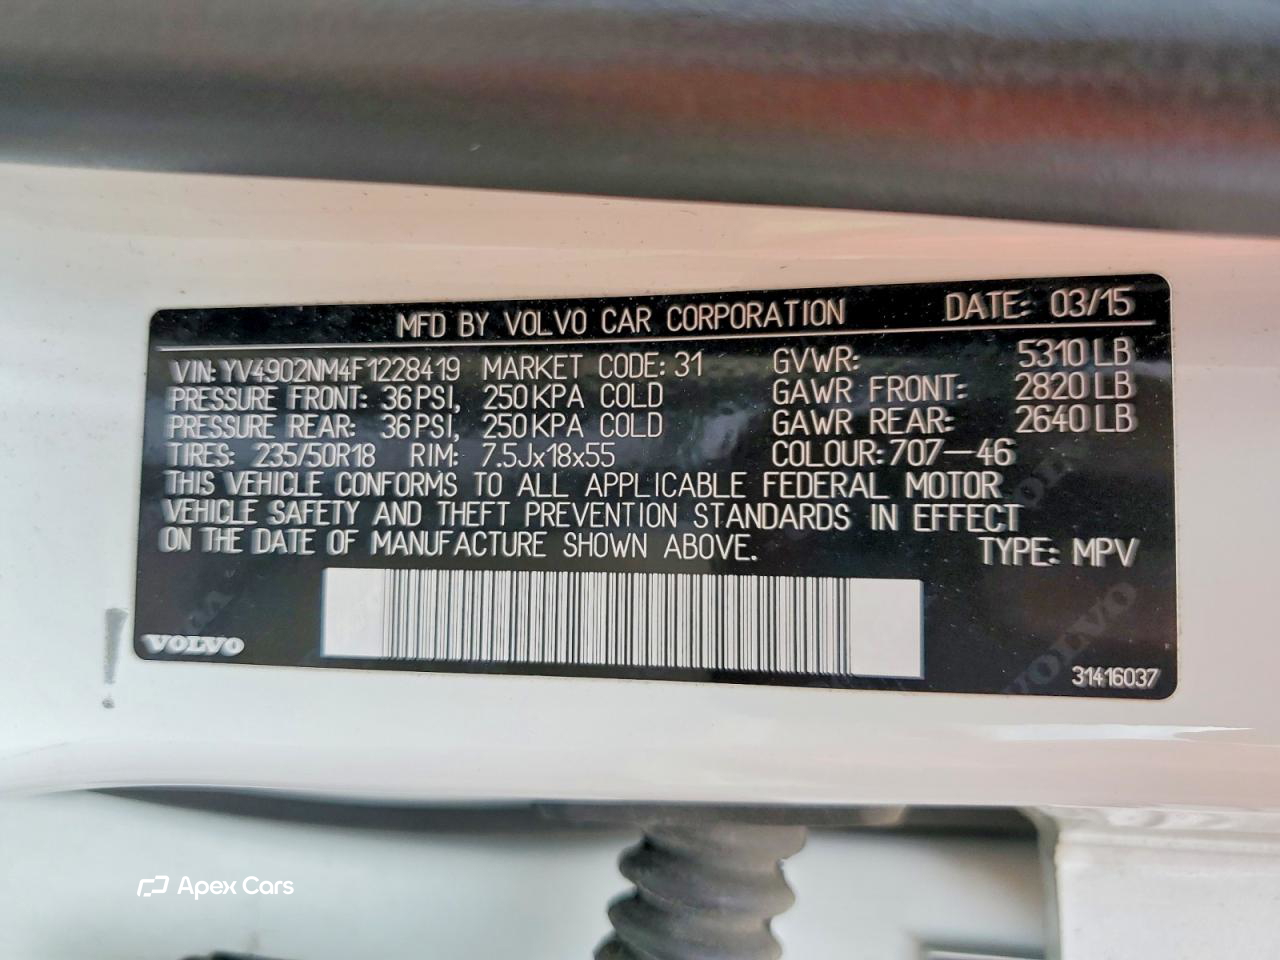 MFD BY VOLVO CAR CORPORATION DATE: 03/15
VIN: YV4902NM4F1228419 MARKET CODE: 31 GVWR: 5310 LB
PRESSURE FRONT: 36 PSI, 250 KPA COLD GAWR FRONT: 2820 LB
PRESSURE REAR: 36 PSI, 250 KPA COLD GAWR REAR: 2640 LB
TIRES: 235/50R18 RIM: 7.5Jx18x55 COLOUR: 707-46
THIS VEHICLE CONFORMS TO ALL APPLICABLE FEDERAL MOTOR
VEHICLE SAFETY AND THEFT PREVENTION STANDARDS IN EFFECT
ON THE DATE OF MANUFACTURE SHOWN ABOVE. TYPE: MPV
VOLVO
VOLVO
VOLVO
31416037
Apex Cars